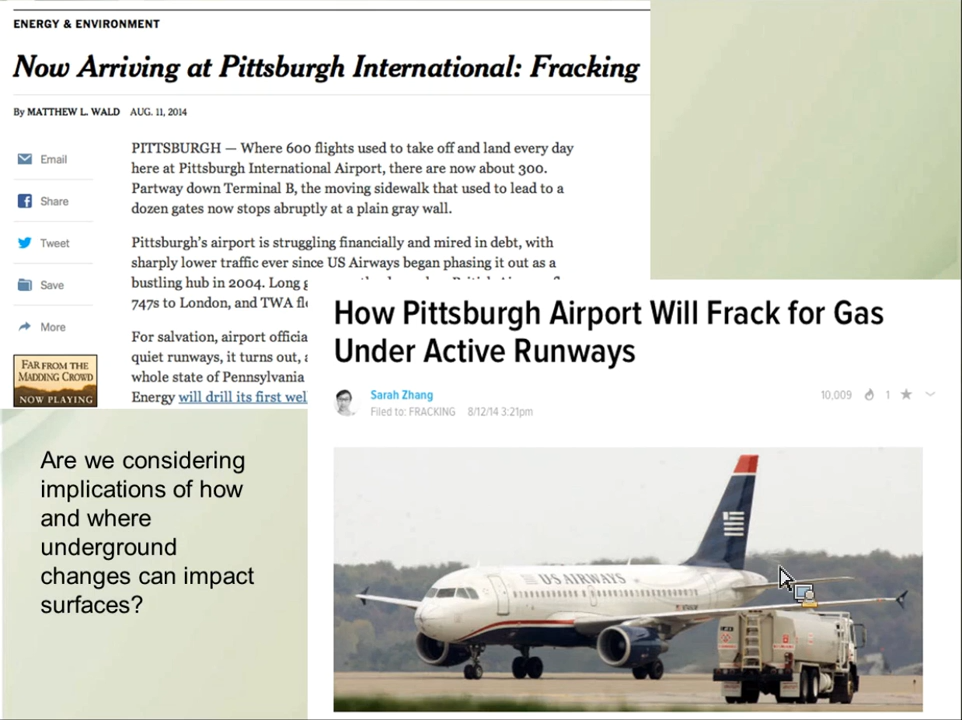 ENERGY & ENVIRONMENT
Now Arriving at Pittsburgh International: Fracking
By MATTHEW L. WALD AUG. 11, 2014
Email
Share
Tweet
Save
More
FAR FROM THE
MADDING CROWD
NOW PLAYING
PITTSBURGH — Where 600 flights used to take off and land every day
here at Pittsburgh International Airport, there are now about 300.
Partway down Terminal B, the moving sidewalk that used to lead to a
dozen gates now stops abruptly at a plain gray wall.
Pittsburgh's airport is struggling financially and mired in debt, with
sharply lower traffic ever since US Airways began phasing it out as a
bustling hub in 2004. Long
747s to London, and TWA
For salvation, airport
quiet runways, it turns out,
whole state of Pennsylvania
Energy will drill its first
How Pittsburgh Airport Will Frack for Gas
Under Active Runways
Sarah Zhang
Filed to: FRACKING 8/12/14 3:21pm
10,009 1
US AIRWAYS
Are we considering
implications of how
and where
underground
changes can impact
surfaces?